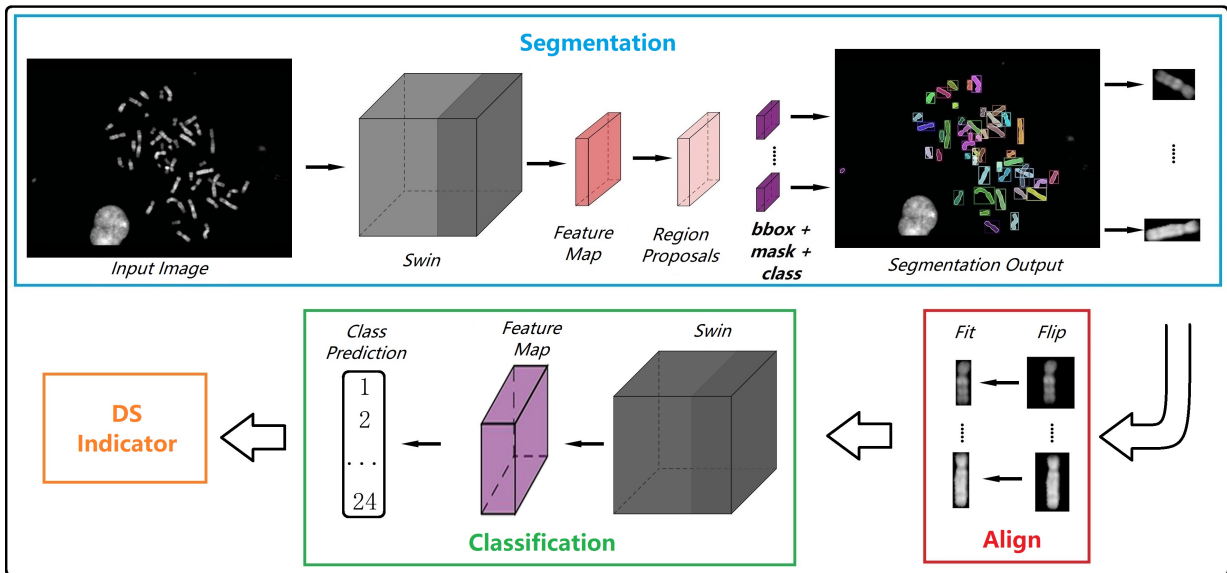 Segmentation
Input Image
Swin
Feature
Map
Region
Proposals
bbox +
mask +
class
Segmentation Output
Class
Prediction
1
2
...
24
Feature
Map
Swin
Classification
Fit
Flip
Align
DS
Indicator